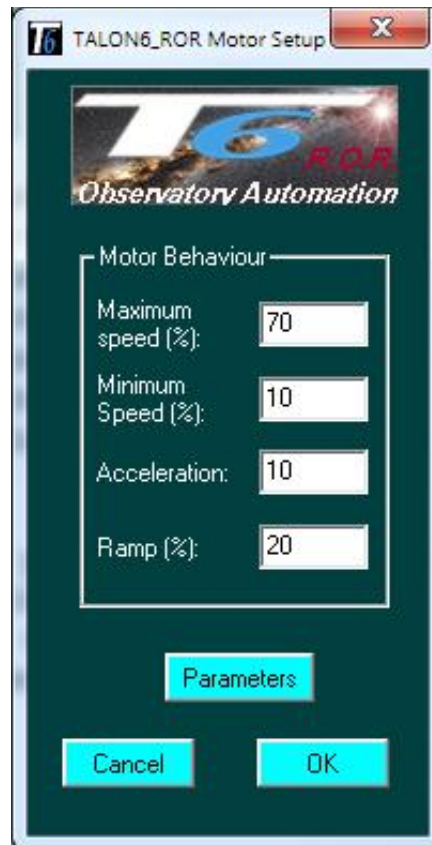 T6 TALON6_ROR Motor Setup
T6
R.O.R.
Observatory Automation
Motor Behaviour
Maximum
speed (%):
70
Minimum
Speed (%):
10
Acceleration:
10
Ramp (%):
20
Parameters
Cancel
OK